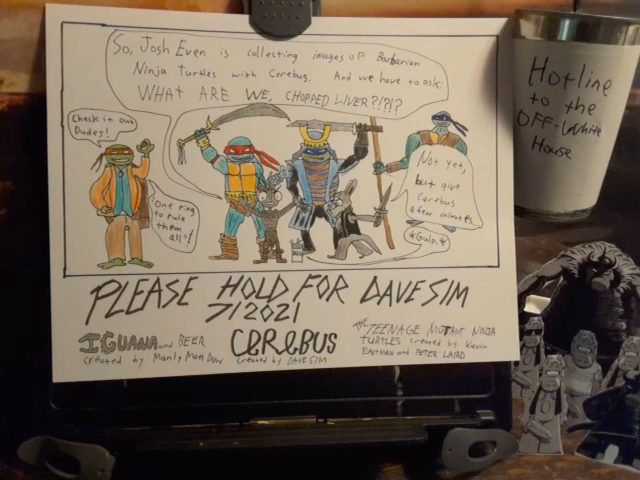 So, Josh Even is collecting images of Barbarian
Ninja Turtles with Cerebus. And we have to ask:
WHAT ARE WE, CHOPPED LIVER?!?!?
Check it out
Dudes!
One ring
to rule
them
all!
Not yet,
but give
Cerebus
a few minutes.
*Gulp.*
PLEASE HOLD FOR DAVE SIM
7/2021
IGUANA and BEER
created by Manly Matt Dow
CEREBUS
created by DAVE SIM
THE TEENAGE MUTANT NINJA
TURTLES created by Kevin
EASTMAN and PETER LAIRD
Hotline
to the
OFF-White
House